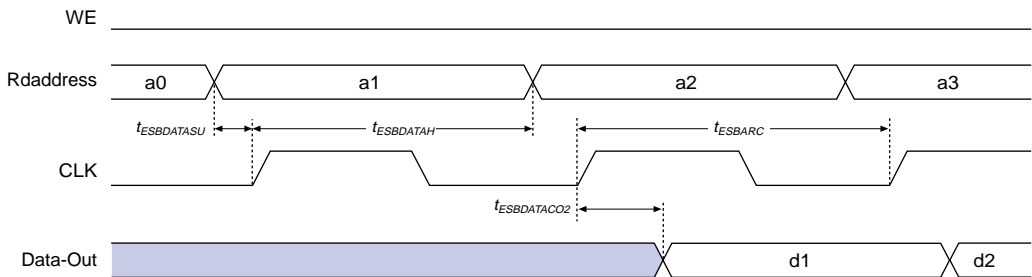 WE
Rdaddress a0 a1 a2 a3
tESBDATASU tESBDATAH tESBARC
CLK
tESBDATACO2
Data-Out d1 d2